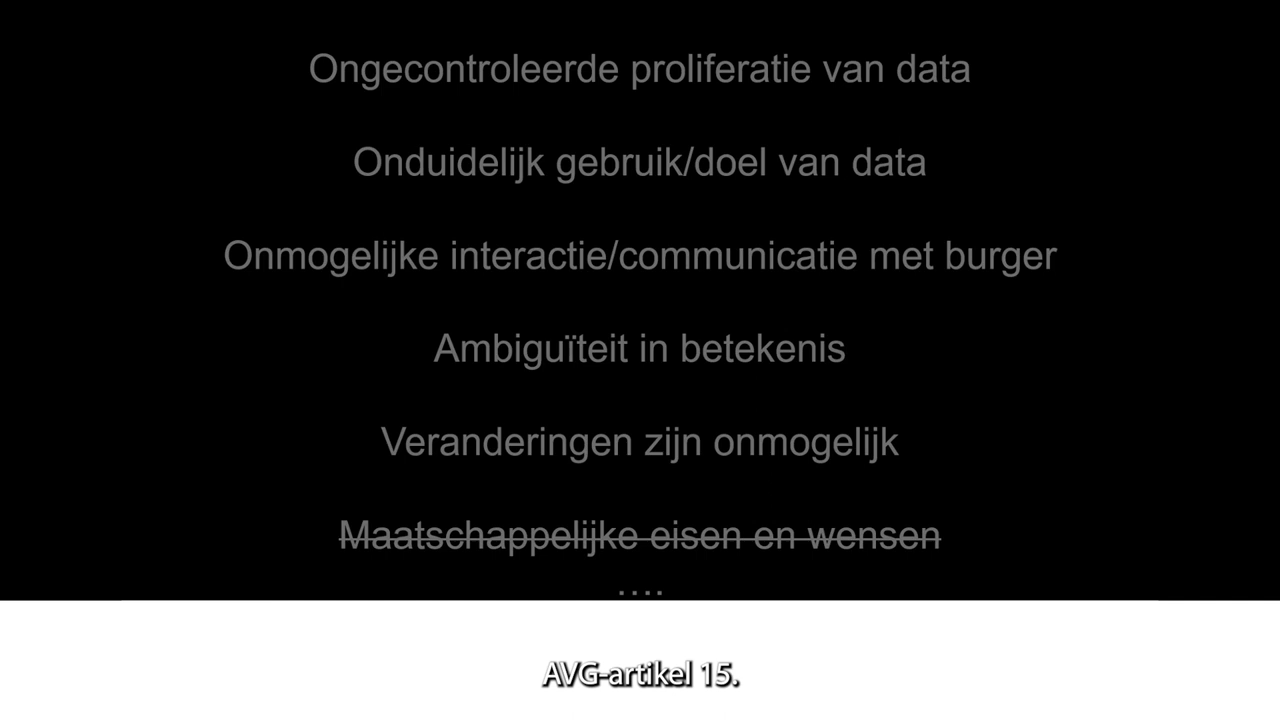 Ongecontroleerde proliferatie van data
Onduidelijk gebruik/doel van data
Onmogelijke interactie/communicatie met burger
Ambiguïteit in betekenis
Veranderingen zijn onmogelijk
Maatschappelijke eisen en wensen
....
AVG-artikel 15.